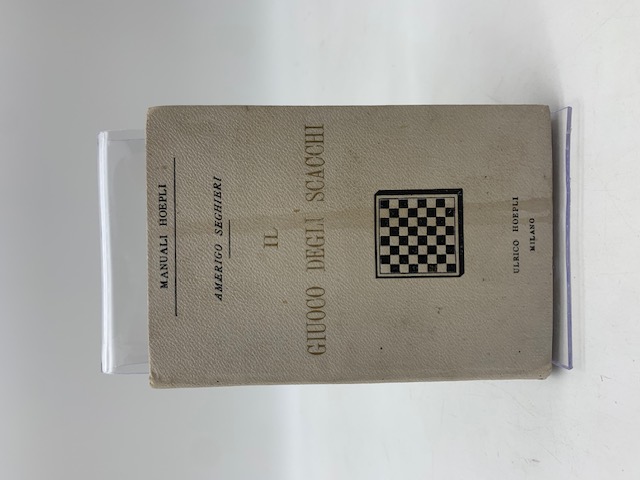 MANUALI HOEPLI
AMERIGO SEGHIERI
IL
GIUOCO DEGLI SCACCHI
ULRICO HOEPLI
MILANO